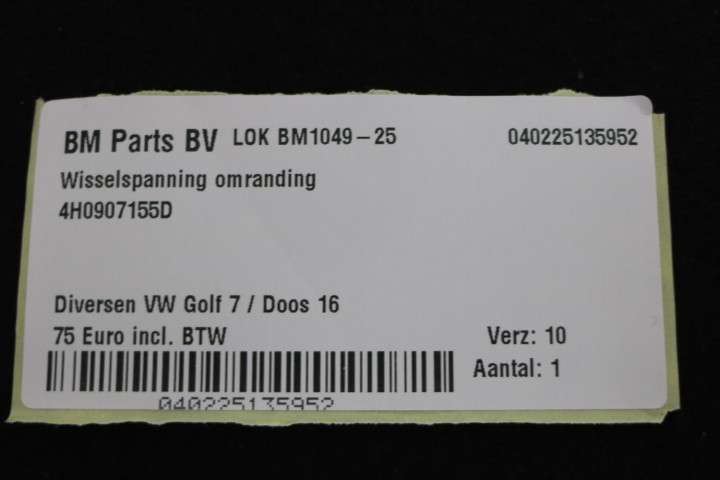 BM Parts BV LOK BM1049-25 040225135952
Wisselspanning omranding
4H0907155D
Diversen VW Golf 7 / Doos 16
75 Euro incl. BTW Verz: 10
Aantal: 1
040225135952